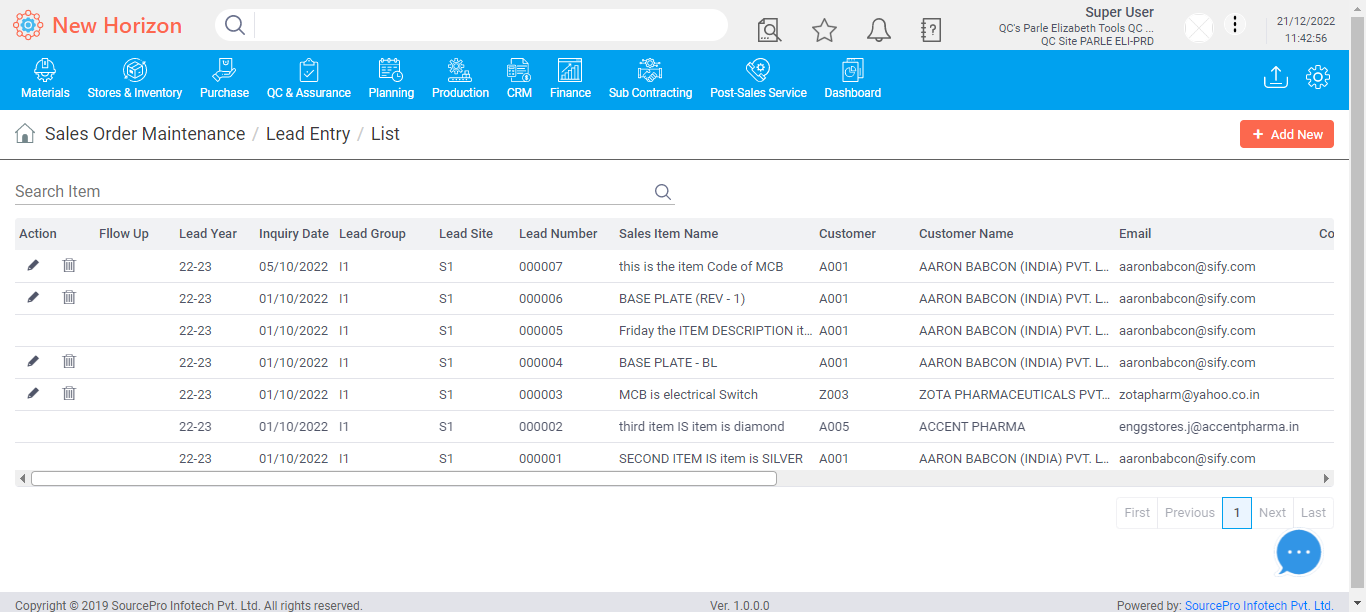 New Horizon
Super User
QC's Parle Elizabeth Tools QC ...
QC Site PARLE ELI-PRD
21/12/2022
11:42:56
Materials Stores & Inventory Purchase QC & Assurance Planning Production CRM Finance Sub Contracting Post-Sales Service Dashboard
Sales Order Maintenance / Lead Entry / List
+ Add New
Search Item
Action Fllow Up Lead Year Inquiry Date Lead Group Lead Site Lead Number Sales Item Name Customer Customer Name Email Co
22-23 05/10/2022 I1 S1 000007 this is the item Code of MCB A001 AARON BABCON (INDIA) PVT. L... aaronbabcon@sify.com
22-23 01/10/2022 I1 S1 000006 BASE PLATE (REV - 1) A001 AARON BABCON (INDIA) PVT. L... aaronbabcon@sify.com
22-23 01/10/2022 I1 S1 000005 Friday the ITEM DESCRIPTION it... A001 AARON BABCON (INDIA) PVT. L... aaronbabcon@sify.com
22-23 01/10/2022 I1 S1 000004 BASE PLATE - BL A001 AARON BABCON (INDIA) PVT. L... aaronbabcon@sify.com
22-23 01/10/2022 I1 S1 000003 MCB is electrical Switch Z003 ZOTA PHARMACEUTICALS PVT... zotapharm@yahoo.co.in
22-23 01/10/2022 I1 S1 000002 third item IS item is diamond A005 ACCENT PHARMA enggstores.j@accentpharma.in
22-23 01/10/2022 I1 S1 000001 SECOND ITEM IS item is SILVER A001 AARON BABCON (INDIA) PVT. L... aaronbabcon@sify.com
First Previous 1 Next Last
Copyright © 2019 SourcePro Infotech Pvt. Ltd. All rights reserved. Ver. 1.0.0.0 Powered by: SourcePro Infotech Pvt. Ltd.